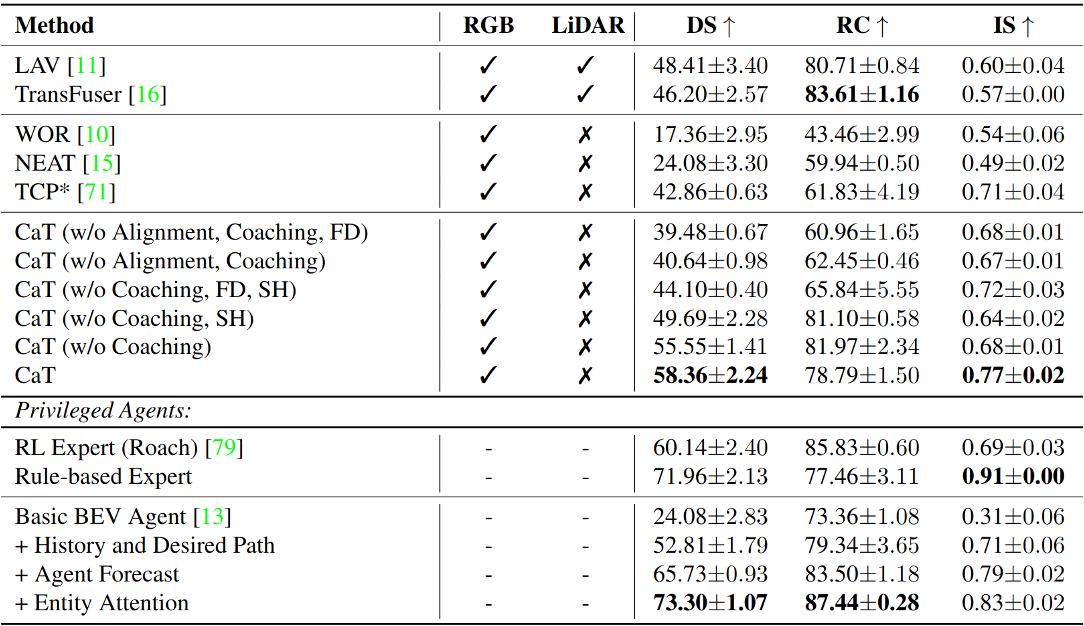 Method RGB LiDAR DS ↑ RC ↑ IS ↑
LAV [11] ✓ ✓ 48.41±3.40 80.71±0.84 0.60±0.04
TransFuser [16] ✓ ✓ 46.20±2.57 83.61±1.16 0.57±0.00
WOR [10] ✓ ✗ 17.36±2.95 43.46±2.99 0.54±0.06
NEAT [15] ✓ ✗ 24.08±3.30 59.94±0.50 0.49±0.02
TCP* [71] ✓ ✗ 42.86±0.63 61.83±4.19 0.71±0.04
CaT (w/o Alignment, Coaching, FD) ✓ ✗ 39.48±0.67 60.96±1.65 0.68±0.01
CaT (w/o Alignment, Coaching) ✓ ✗ 40.64±0.98 62.45±0.46 0.67±0.01
CaT (w/o Coaching, FD, SH) ✓ ✗ 44.10±0.40 65.84±5.55 0.72±0.03
CaT (w/o Coaching, SH) ✓ ✗ 49.69±2.28 81.10±0.58 0.64±0.02
CaT (w/o Coaching) ✓ ✗ 55.55±1.41 81.97±2.34 0.68±0.01
CaT ✓ ✗ 58.36±2.24 78.79±1.50 0.77±0.02
Privileged Agents:
RL Expert (Roach) [79] - - 60.14±2.40 85.83±0.60 0.69±0.03
Rule-based Expert - - 71.96±2.13 77.46±3.11 0.91±0.00
Basic BEV Agent [13] - - 24.08±2.83 73.36±1.08 0.31±0.06
+ History and Desired Path - - 52.81±1.79 79.34±3.65 0.71±0.06
+ Agent Forecast - - 65.73±0.93 83.50±1.18 0.79±0.02
+ Entity Attention - - 73.30±1.07 87.44±0.28 0.83±0.02